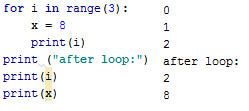 for i in range(3):
    x = 8
    print(i)
print ("after loop:")
print(i)
print(x)
0
1
2
after loop:
2
8